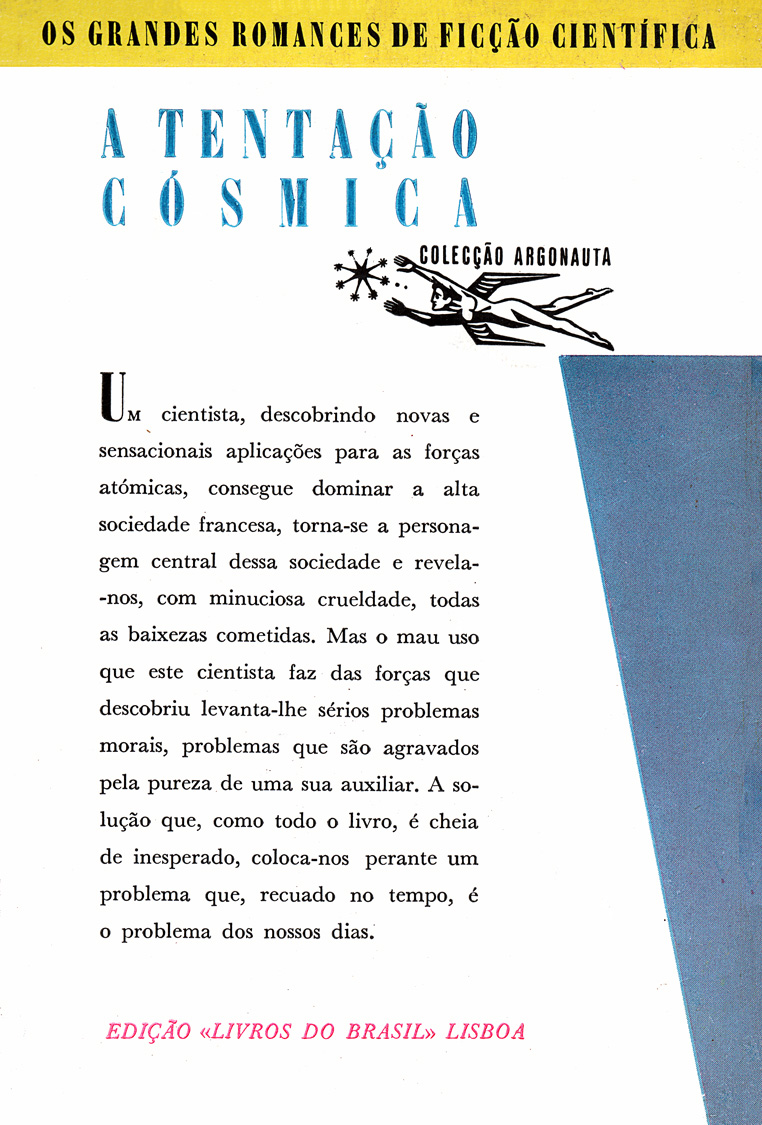 OS GRANDES ROMANCES DE FICÇÃO CIENTÍFICA
A TENTAÇÃO
CÓSMICA
COLECÇÃO ARGONAUTA
UM cientista, descobrindo novas e
sensacionais aplicações para as forças
atómicas, consegue dominar a alta
sociedade francesa, torna-se a persona-
gem central dessa sociedade e revela-
-nos, com minuciosa crueldade, todas
as baixezas cometidas. Mas o mau uso
que este cientista faz das forças que
descobriu levanta-lhe sérios problemas
morais, problemas que são agravados
pela pureza de uma sua auxiliar. A so-
lução que, como todo o livro, é cheia
de inesperado, coloca-nos perante um
problema que, recuado no tempo, é
o problema dos nossos dias.
EDIÇÃO «LIVROS DO BRASIL» LISBOA